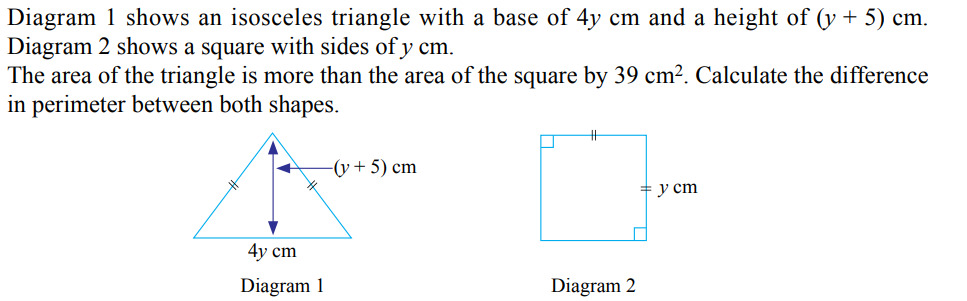 Diagram 1 shows an isosceles triangle with a base of 4y cm and a height of (y + 5) cm.
Diagram 2 shows a square with sides of y cm.
The area of the triangle is more than the area of the square by 39 cm². Calculate the difference
in perimeter between both shapes.
(y + 5) cm
y cm
4y cm
Diagram 1
Diagram 2